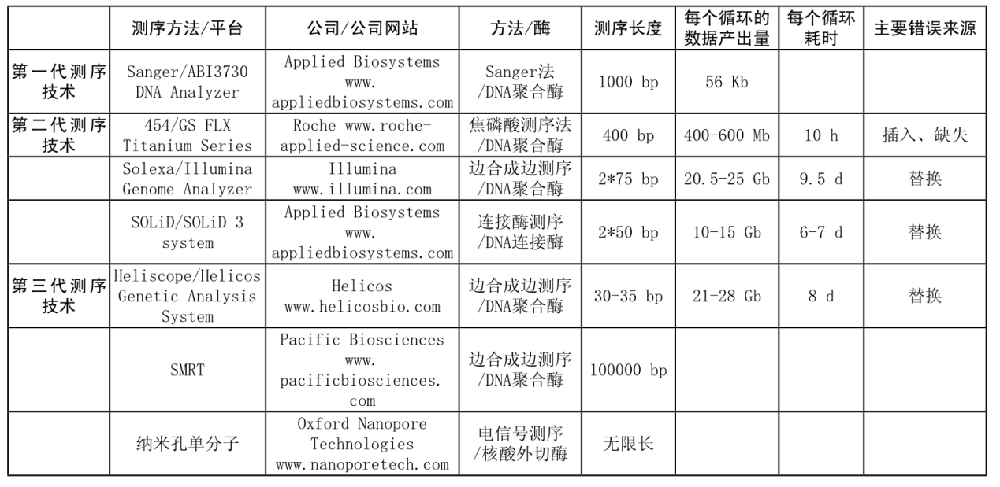 测序方法/平台
公司/公司网站
方法/酶
测序长度
每个循环的
数据产出量
每个循环
耗时
主要错误来源
第一代测序
技术
Sanger/ABI3730
DNA Analyzer
Applied Biosystems
www.
appliedbiosystems.com
Sanger法
/DNA聚合酶
1000 bp
56 Kb
第二代测序
技术
454/GS FLX
Titanium Series
Roche www.roche-
applied-science.com
焦磷酸测序法
/DNA聚合酶
400 bp
400-600 Mb
10 h
插入、缺失
Solexa/Illumina
Genome Analyzer
Illumina
www.illumina.com
边合成边测序
/DNA聚合酶
2*75 bp
20.5-25 Gb
9.5 d
替换
SOLiD/SOLiD 3
system
Applied Biosystems
www.
appliedbiosystems.com
连接酶测序
/DNA连接酶
2*50 bp
10-15 Gb
6-7 d
替换
第三代测序
技术
Heliscope/Helicos
Genetic Analysis
System
Helicos
www.helicosbio.com
边合成边测序
/DNA聚合酶
30-35 bp
21-28 Gb
8 d
替换
SMRT
Pacific Biosciences
www.
pacificbiosciences.
com
边合成边测序
/DNA聚合酶
100000 bp
纳米孔单分子
Oxford Nanopore
Technologies
www.nanoporetech.com
电信号测序
/核酸外切酶
无限长